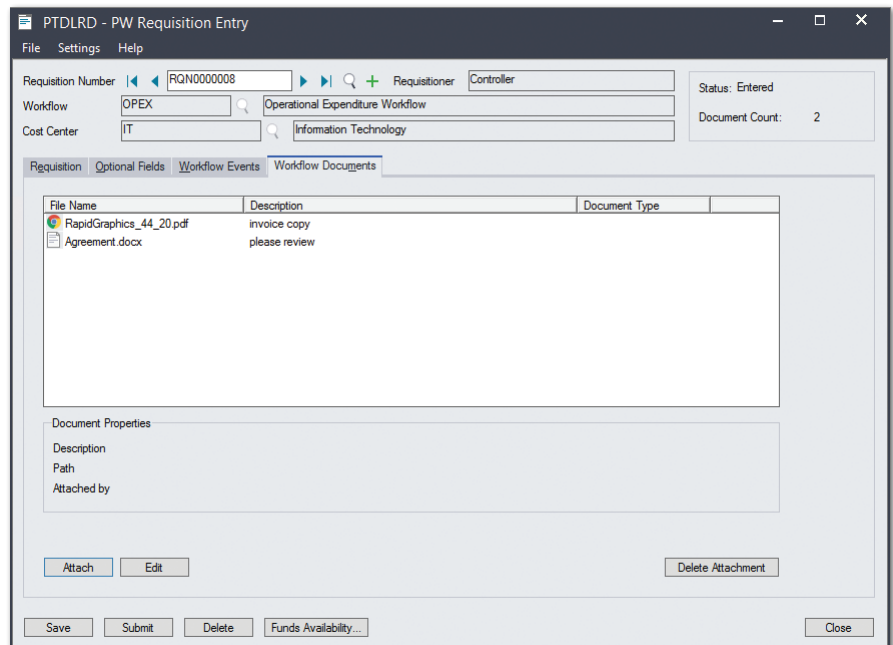 PTDLRD - PW Requisition Entry
File Settings Help
Requisition Number RQN0000008 Requisitioner Controller
Workflow OPEX Operational Expenditure Workflow
Cost Center IT Information Technology
Status: Entered
Document Count: 2
Requisition Optional Fields Workflow Events Workflow Documents
File Name Description Document Type
RapidGraphics_44_20.pdf invoice copy
Agreement.docx please review
Document Properties
Description
Path
Attached by
Attach Edit Delete Attachment
Save Submit Delete Funds Availability... Close